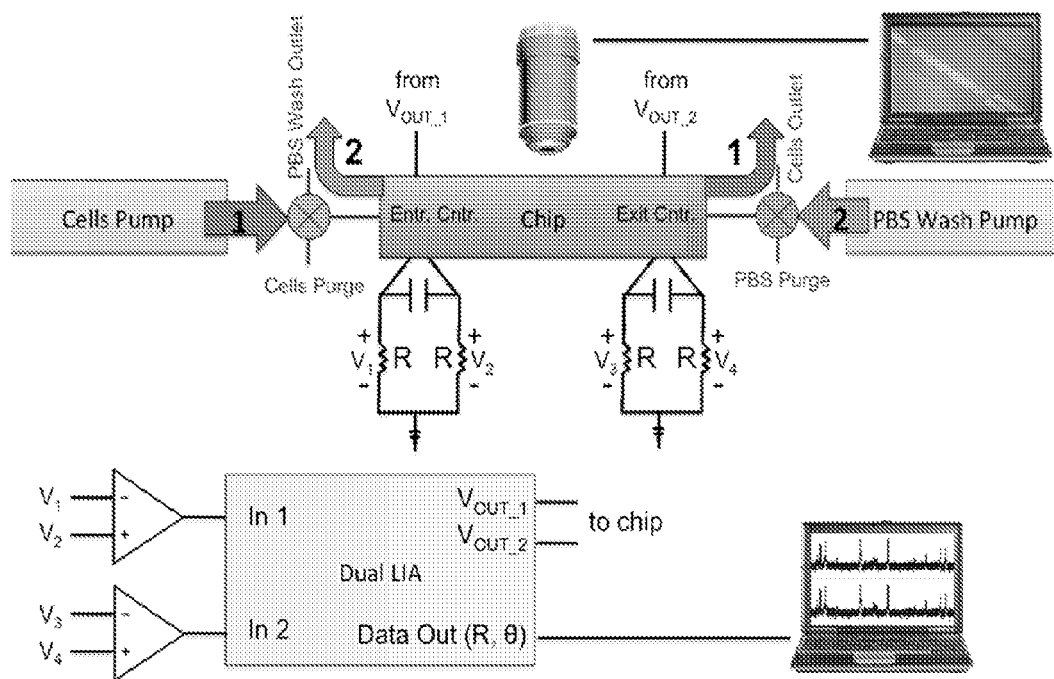 PBS Wash Outlet
from
V_OUT_1
2
from
V_OUT_2
1
Cells Outlet
Cells Pump
1
Entr. Cntr.
Chip
Exit Cntr.
2
PBS Wash Pump
Cells Purge
PBS Purge
+
V1
-
R
R
+
V2
-
+
V3
-
R
R
+
V4
-
V1
-
V2
+
In 1
V_OUT_1
V_OUT_2
to chip
Dual LIA
V3
-
V4
+
In 2
Data Out (R, θ)